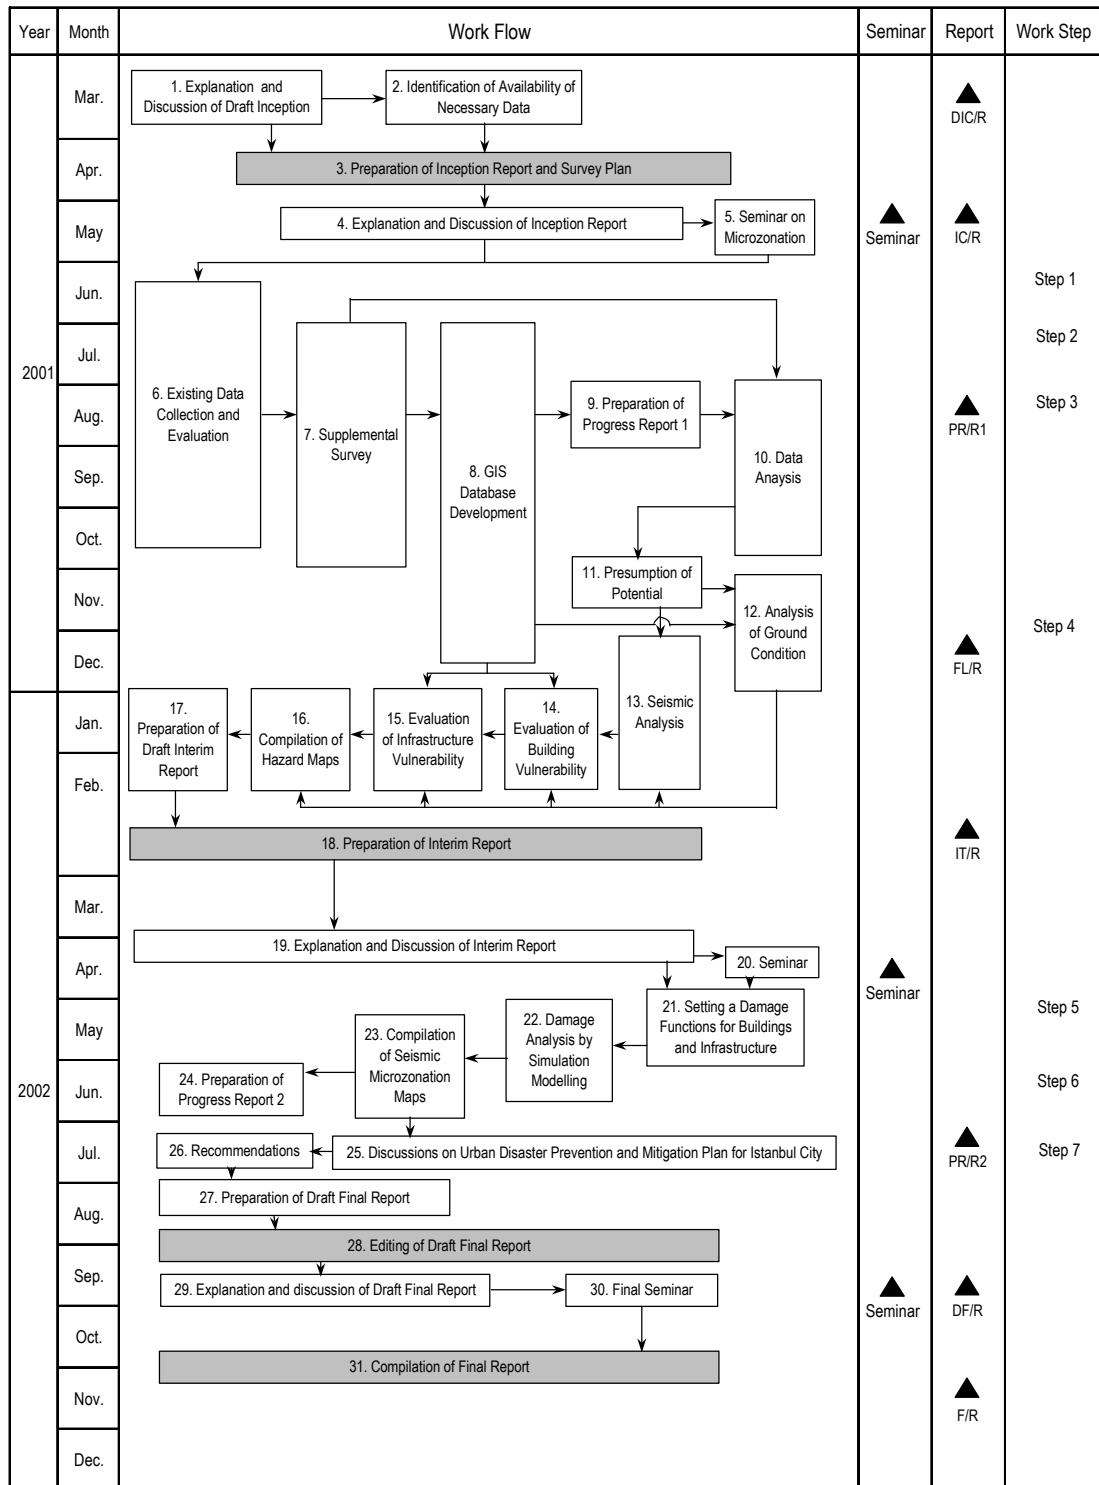 Year
Month
Work Flow
Seminar
Report
Work Step
2001
Mar.
1. Explanation and
Discussion of Draft Inception
2. Identification of Availability of
Necessary Data
DIC/R
Apr.
3. Preparation of Inception Report and Survey Plan
May
4. Explanation and Discussion of Inception Report
5. Seminar on
Microzonation
Seminar
IC/R
Jun.
Step 1
Jul.
Step 2
6. Existing Data
Collection and
Evaluation
7. Supplemental
Survey
8. GIS
Database
Development
Aug.
9. Preparation of
Progress Report 1
PR/R1
Step 3
Sep.
10. Data
Anaysis
Oct.
11. Presumption of
Potential
Nov.
12. Analysis
of Ground
Condition
Step 4
Dec.
FL/R
2002
Jan.
17.
Preparation of
Draft Interim
Report
16.
Compilation of
Hazard Maps
15. Evaluation
of Infrastructure
Vulnerability
14.
Evaluation of
Building
Vulnerability
13. Seismic
Analysis
Feb.
18. Preparation of Interim Report
IT/R
Mar.
19. Explanation and Discussion of Interim Report
Apr.
20. Seminar
Seminar
May
21. Setting a Damage
Functions for Buildings
and Infrastructure
22. Damage
Analysis by
Simulation
Modelling
23. Compilation
of Seismic
Microzonation
Maps
Step 5
Jun.
24. Preparation of
Progress Report 2
Step 6
Jul.
26. Recommendations
25. Discussions on Urban Disaster Prevention and Mitigation Plan for Istanbul City
PR/R2
Step 7
27. Preparation of Draft Final Report
Aug.
28. Editing of Draft Final Report
Sep.
29. Explanation and discussion of Draft Final Report
30. Final Seminar
Seminar
DF/R
Oct.
31. Compilation of Final Report
Nov.
F/R
Dec.